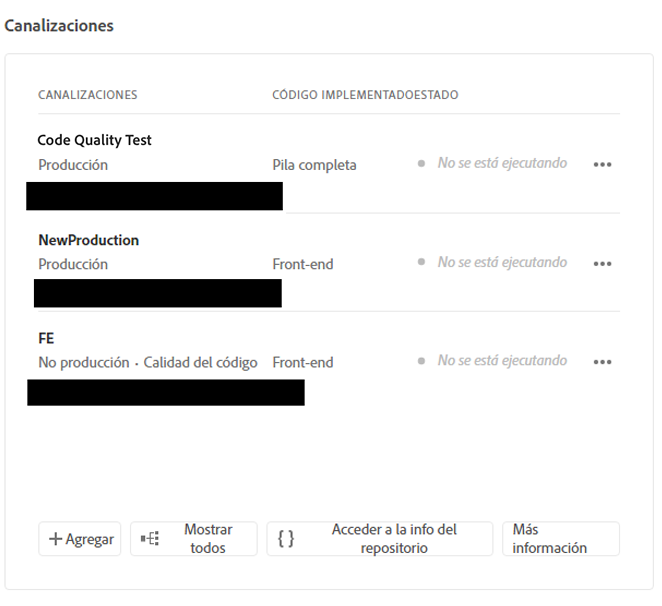 Canalizaciones
CANALIZACIONES CÓDIGO IMPLEMENTADOESTADO
Code Quality Test
Producción Pila completa No se está ejecutando
NewProduction
Producción Front-end No se está ejecutando
FE
No producción · Calidad del código Front-end No se está ejecutando
Agregar
Mostrar
todos
Acceder a la info del
repositorio
Más
información